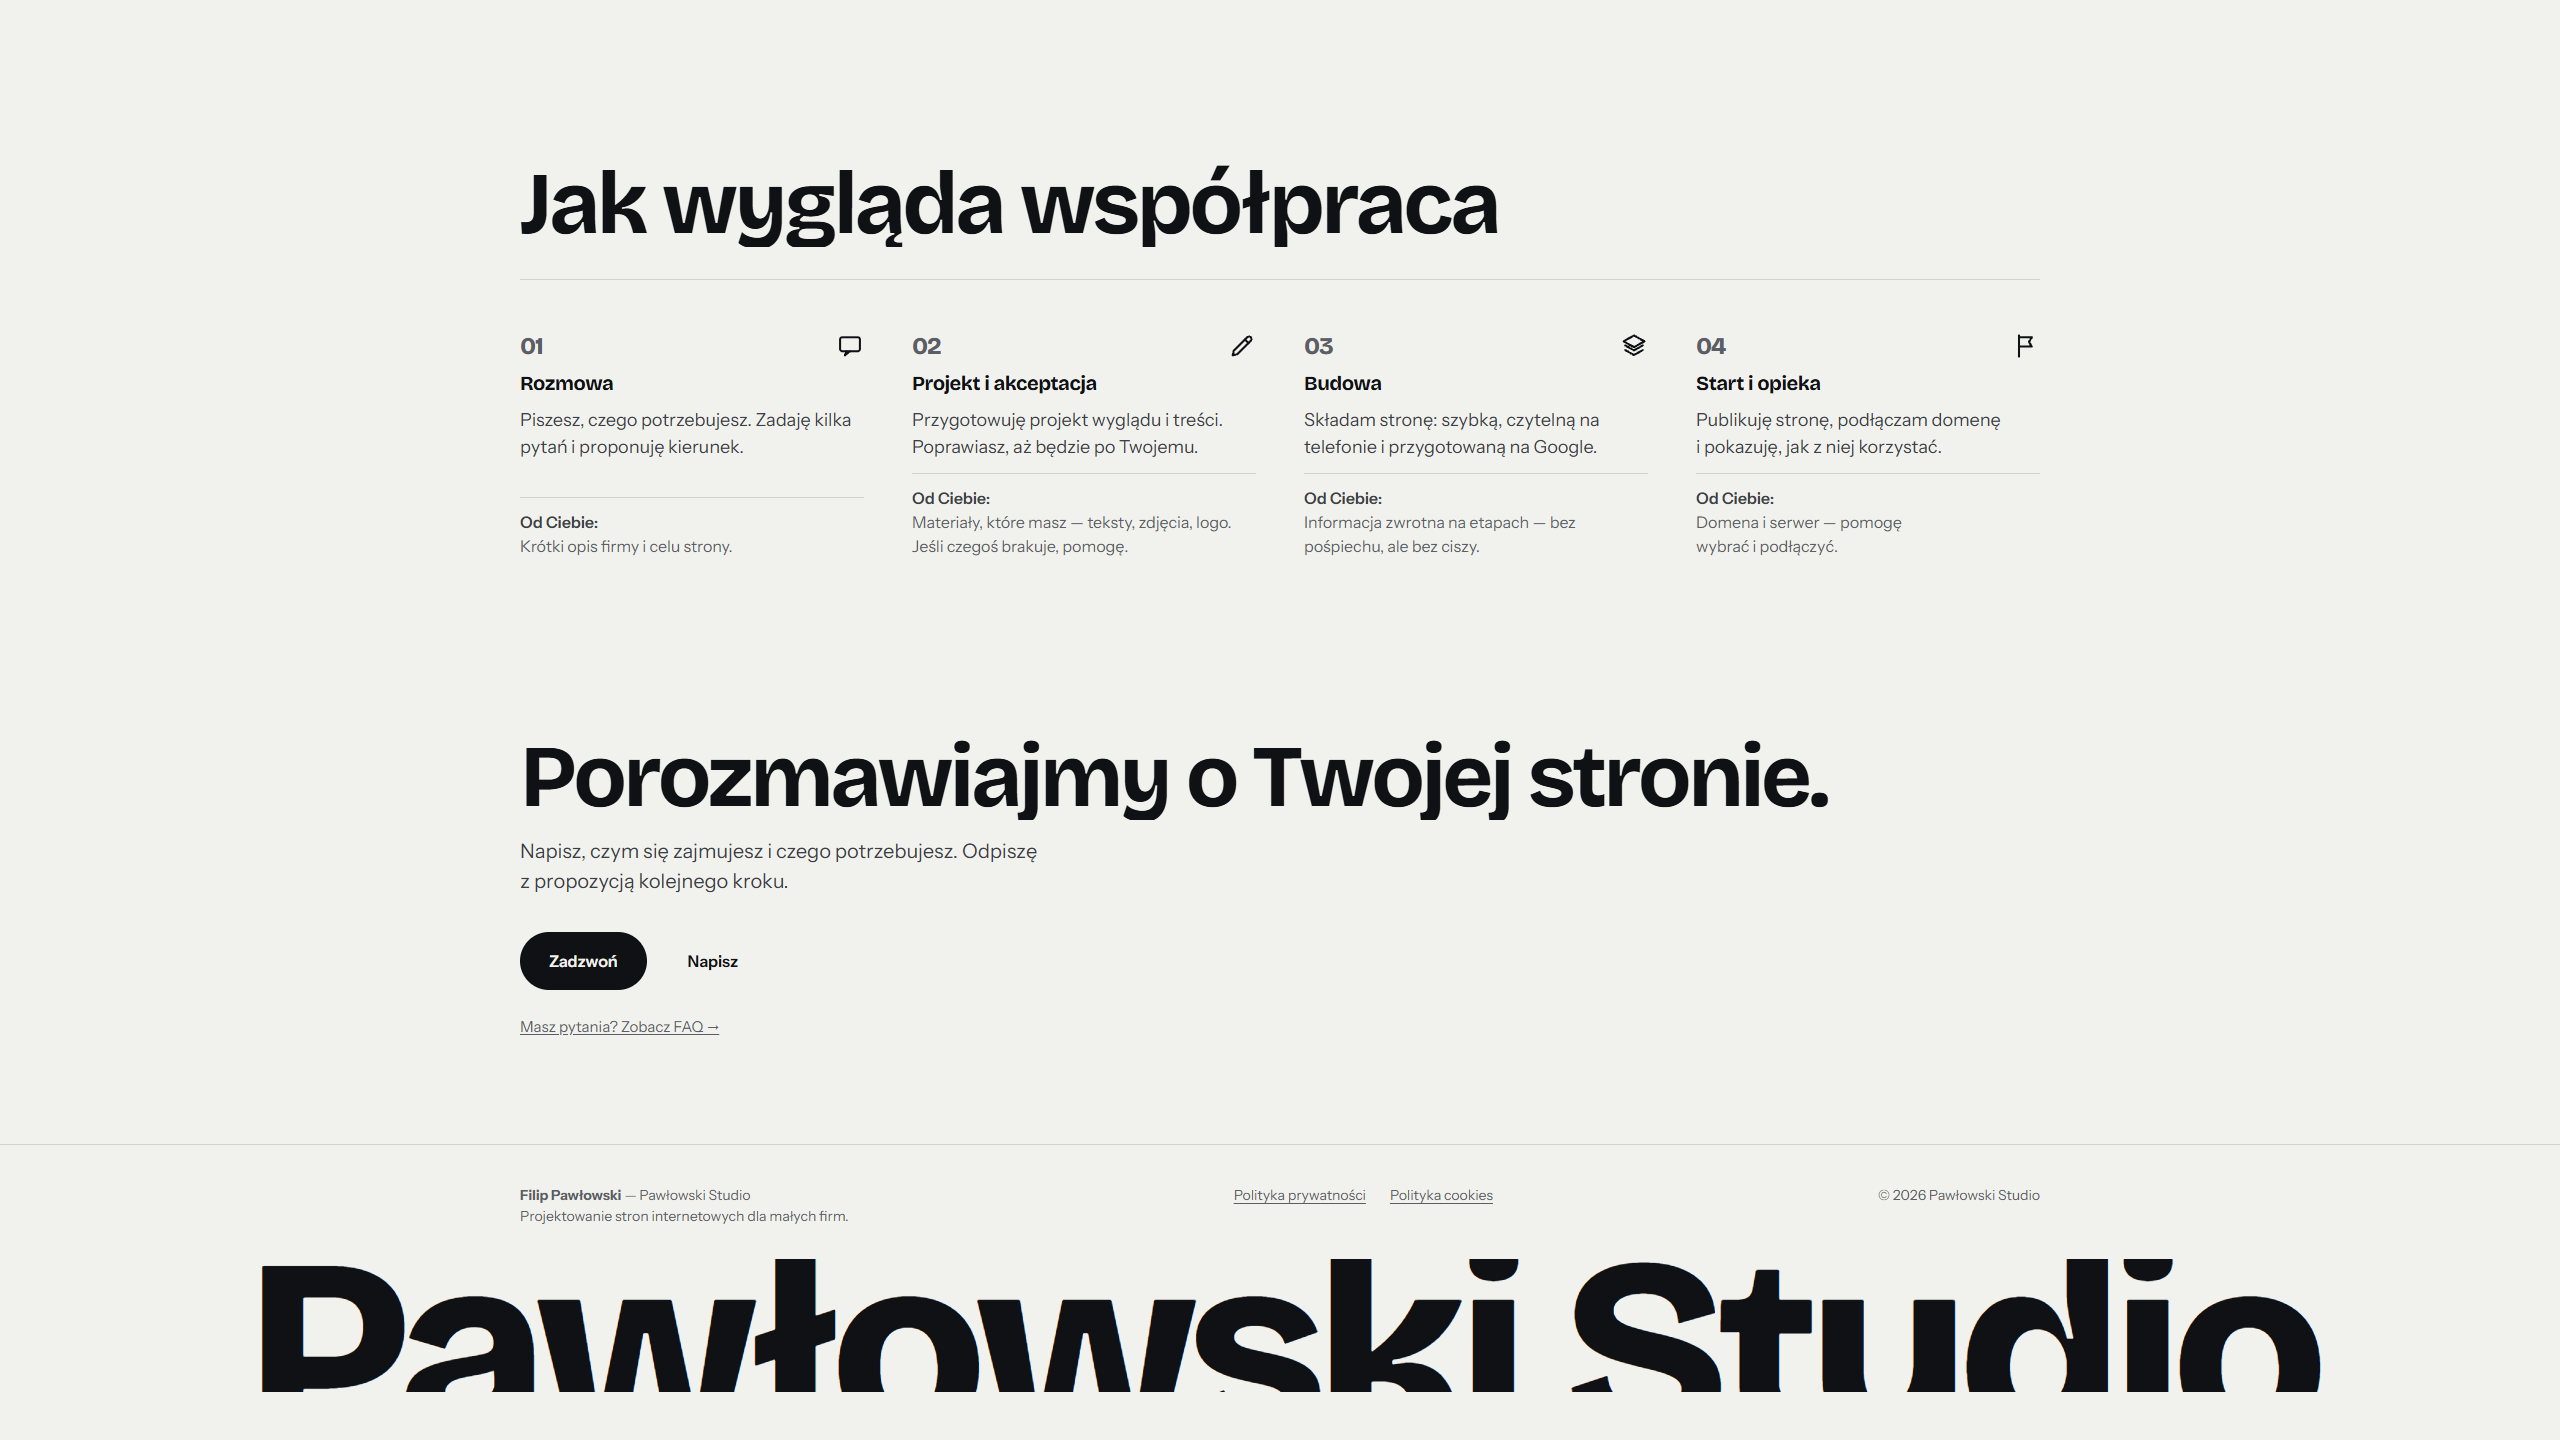 Jak wygląda współpraca
01
Rozmowa
Piszesz, czego potrzebujesz. Zadaję kilka
pytań i proponuję kierunek.
Od Ciebie:
Krótki opis firmy i celu strony.
02
Projekt i akceptacja
Przygotowuję projekt wyglądu i treści.
Poprawiasz, aż będzie po Twojemu.
Od Ciebie:
Materiały, które masz — teksty, zdjęcia, logo.
Jeśli czegoś brakuje, pomogę.
03
Budowa
Składam stronę: szybką, czytelną na
telefonie i przygotowaną na Google.
Od Ciebie:
Informacja zwrotna na etapach — bez
pośpiechu, ale bez ciszy.
04
Start i opieka
Publikuję stronę, podłączam domenę
i pokazuję, jak z niej korzystać.
Od Ciebie:
Domena i serwer — pomogę
wybrać i podłączyć.
Porozmawiajmy o Twojej stronie.
Napisz, czym się zajmujesz i czego potrzebujesz. Odpiszę
z propozycją kolejnego kroku.
Zadzwoń
Napisz
Masz pytania? Zobacz FAQ →
Filip Pawłowski — Pawłowski Studio
Projektowanie stron internetowych dla małych firm.
Polityka prywatności
Polityka cookies
© 2026 Pawłowski Studio
Pawłowski Studio